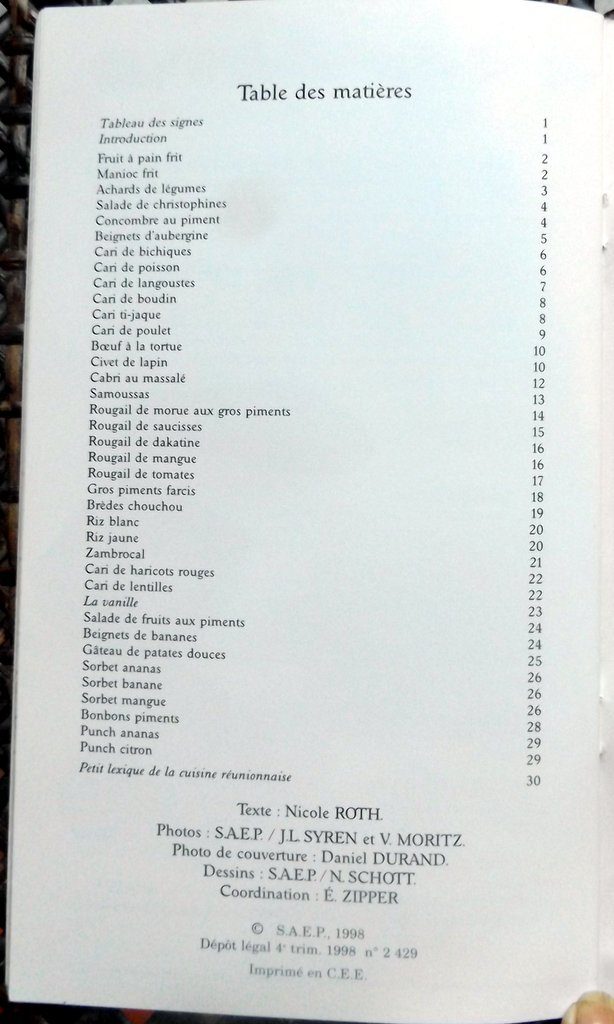 Table des matières
Tableau des signes 1
Introduction 1
Fruit à pain frit 2
Manioc frit 2
Achards de légumes 3
Salade de christophines 4
Concombre au piment 4
Beignets d'aubergine 5
Cari de bichiques 6
Cari de poisson 6
Cari de langoustes 7
Cari de boudin 8
Cari ti-jaque 8
Cari de poulet 9
Bœuf à la tortue 10
Civet de lapin 10
Cabri au massalé 12
Samoussas 13
Rougail de morue aux gros piments 14
Rougail de saucisses 15
Rougail de dakatine 16
Rougail de mangue 16
Rougail de tomates 17
Gros piments farcis 18
Brèdes chouchou 19
Riz blanc 20
Riz jaune 20
Zambrocal 21
Cari de haricots rouges 22
Cari de lentilles 22
La vanille 23
Salade de fruits aux piments 24
Beignets de bananes 24
Gâteau de patates douces 25
Sorbet ananas 26
Sorbet banane 26
Sorbet mangue 26
Bonbons piments 28
Punch ananas 29
Punch citron 29
Petit lexique de la cuisine réunionnaise 30
Texte : Nicole ROTH.
Photos : S.A.E.P. / J.L. SYREN et V. MORITZ.
Photo de couverture : Daniel DURAND.
Dessins : S.A.E.P. / N. SCHOTT.
Coordination : É. ZIPPER
© S.A.E.P., 1998
Dépôt légal 4e trim. 1998 n° 2 429
Imprimé en C.E.E.